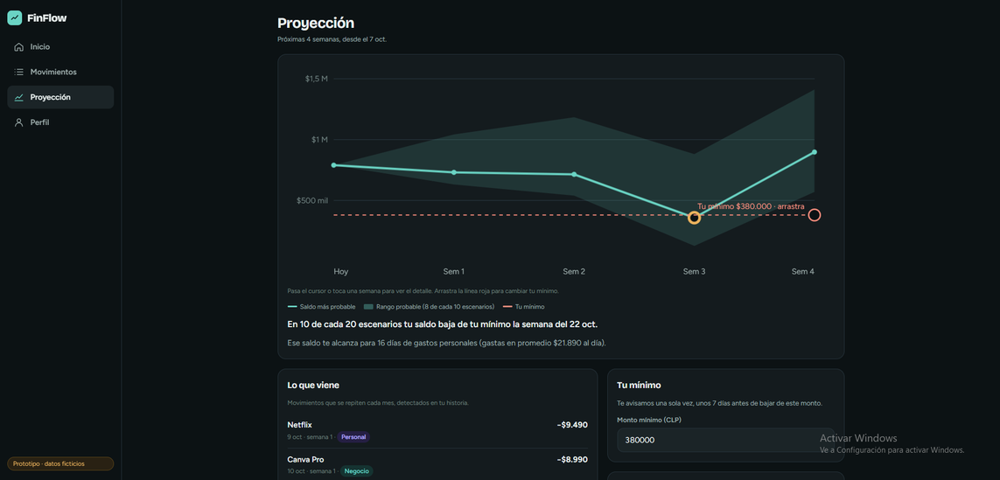 FinFlow
Inicio
Movimientos
Proyección
Perfil
Prototipo · datos ficticios
Proyección
Próximas 4 semanas, desde el 7 oct.
$1,5 M
$1 M
$500 mil
Tu mínimo $380.000 · arrastra
Hoy
Sem 1
Sem 2
Sem 3
Sem 4
Pasa el cursor o toca una semana para ver el detalle. Arrastra la línea roja para cambiar tu mínimo.
Saldo más probable
Rango probable (8 de cada 10 escenarios)
Tu mínimo
En 10 de cada 20 escenarios tu saldo baja de tu mínimo la semana del 22 oct.
Ese saldo te alcanza para 16 días de gastos personales (gastas en promedio $21.890 al día).
Lo que viene
Movimientos que se repiten cada mes, detectados en tu historia.
Netflix
-$9.490
9 oct · semana 1 · Personal
Canva Pro
-$8.990
10 oct · semana 1 · Negocio
Tu mínimo
Te avisamos una sola vez, unos 7 días antes de bajar de este monto.
Monto mínimo (CLP)
380000
Activar Windows
Ve a Configuración para activar Windows.